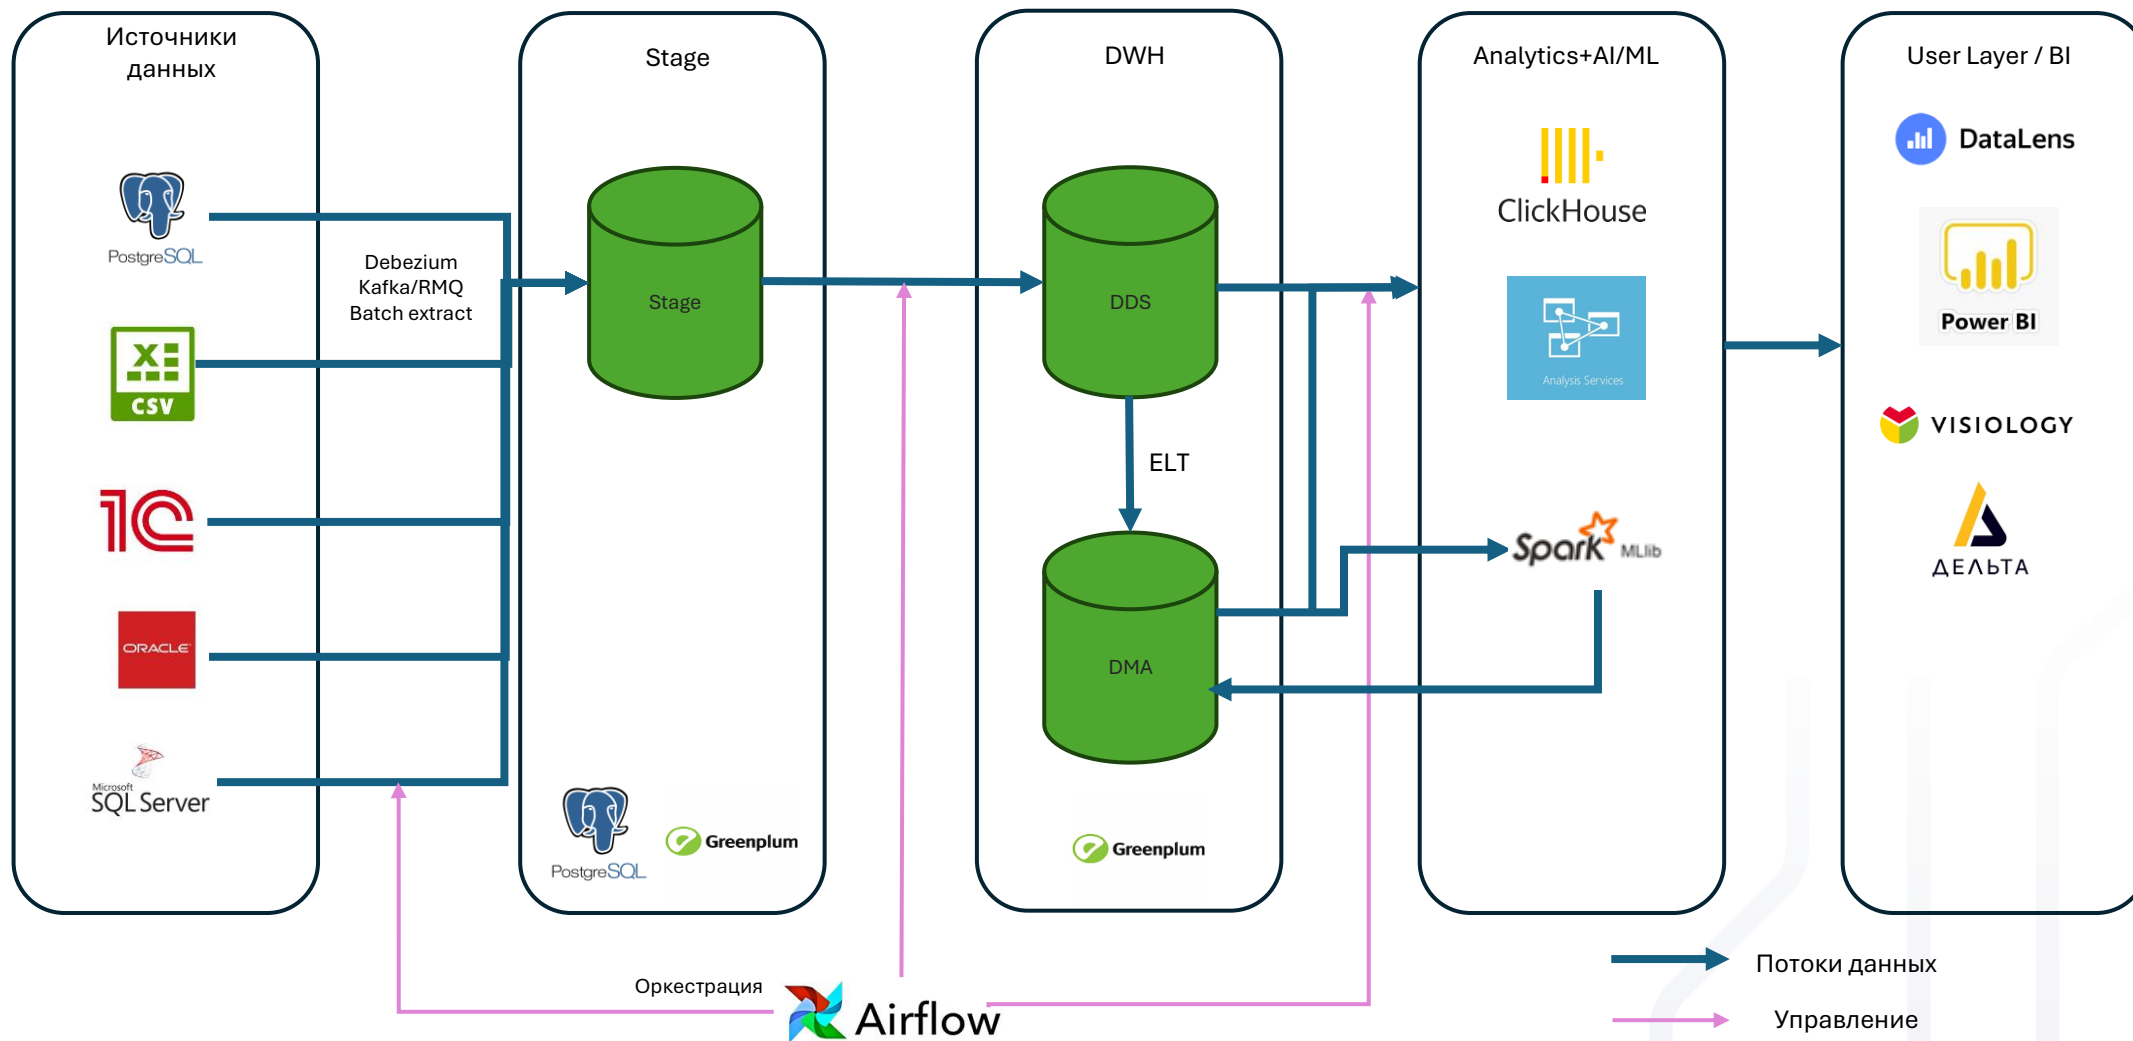 Источники
данных
PostgreSQL
XE
CSV
1C
ORACLE
Microsoft
SQL Server
Debezium
Kafka/RMQ
Batch extract
Stage
Stage
PostgreSQL
Greenplum
DWH
DDS
ELT
DMA
Greenplum
Analytics+AI/ML
ClickHouse
Analysis Services
Spark MLlib
User Layer / BI
DataLens
Power BI
VISIOLOGY
ДЕЛЬТА
Оркестрация
Airflow
Потоки данных
Управление